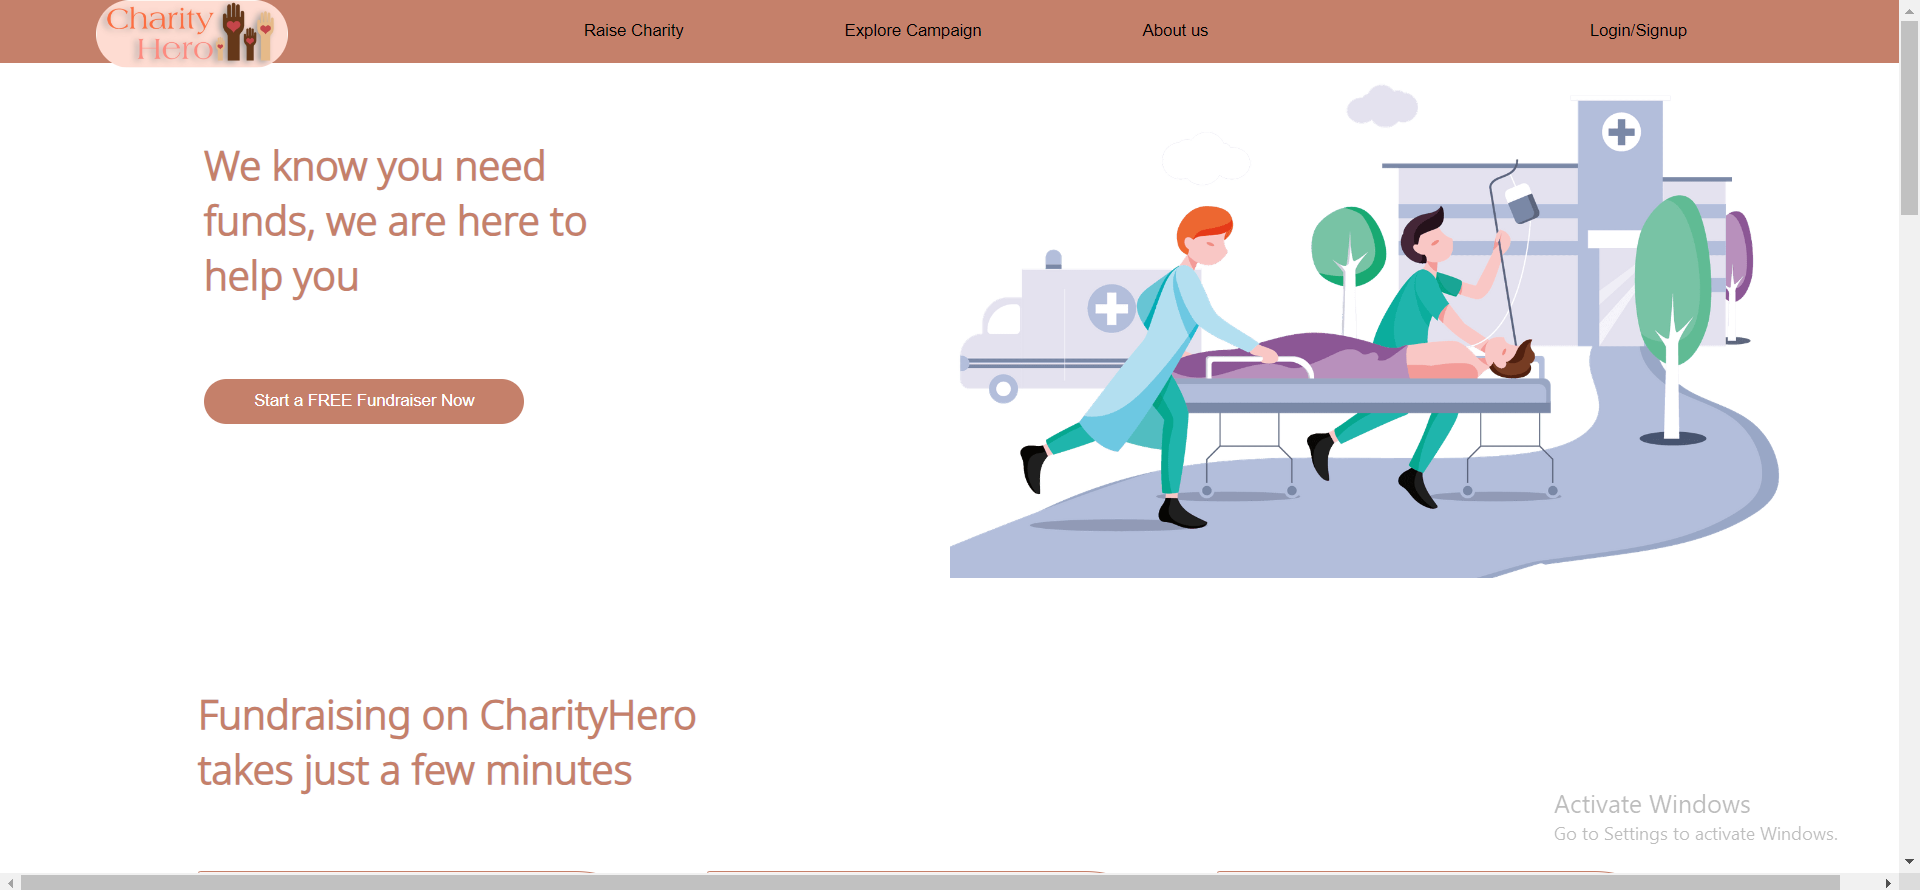 Charity
Hero
Raise Charity
Explore Campaign
About us
Login/Signup
We know you need
funds, we are here to
help you
Start a FREE Fundraiser Now
Fundraising on CharityHero
takes just a few minutes
Activate Windows
Go to Settings to activate Windows.